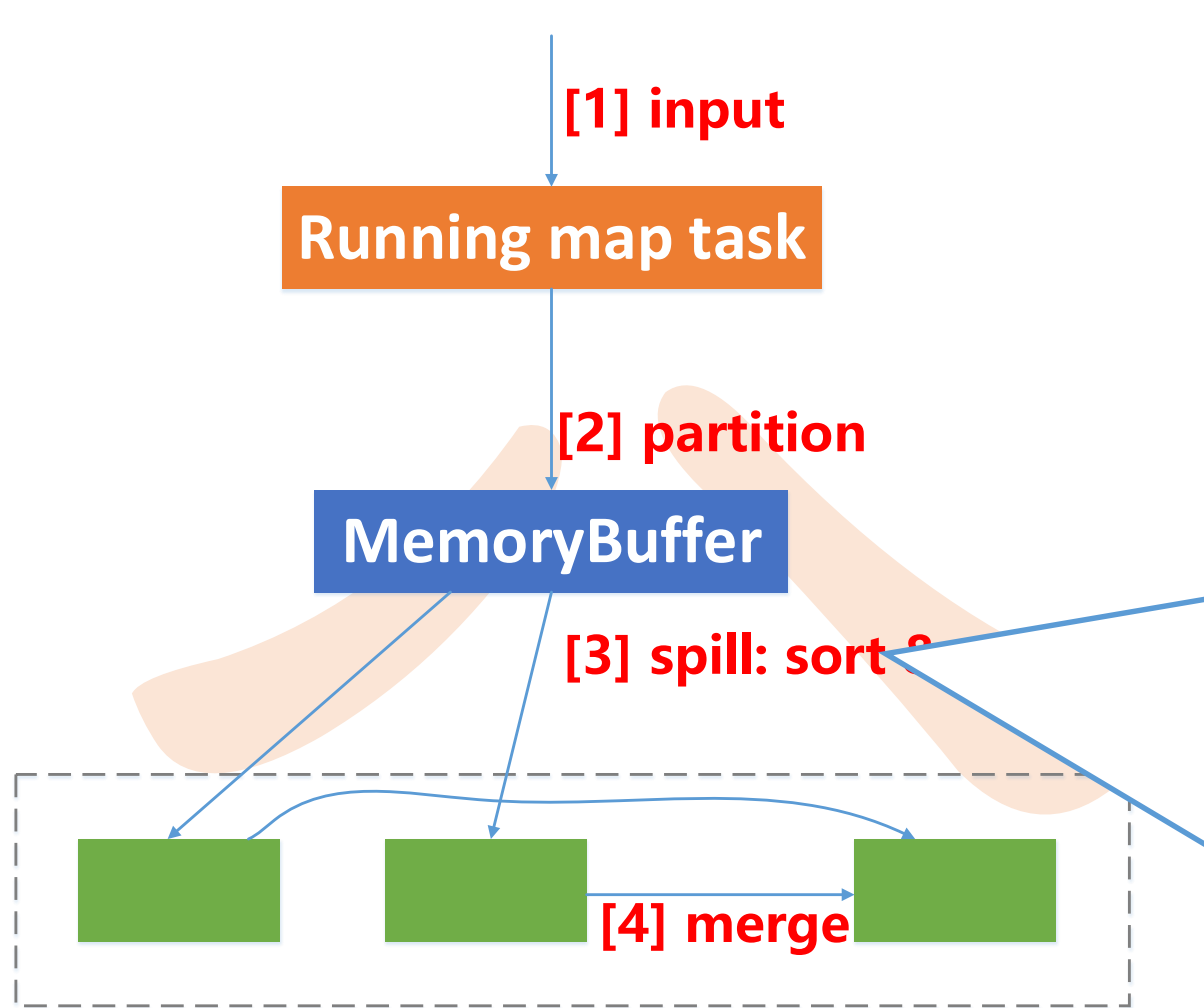 [1] input
Running map task
[2] partition
MemoryBuffer
[3] spill: sort
[4] merge